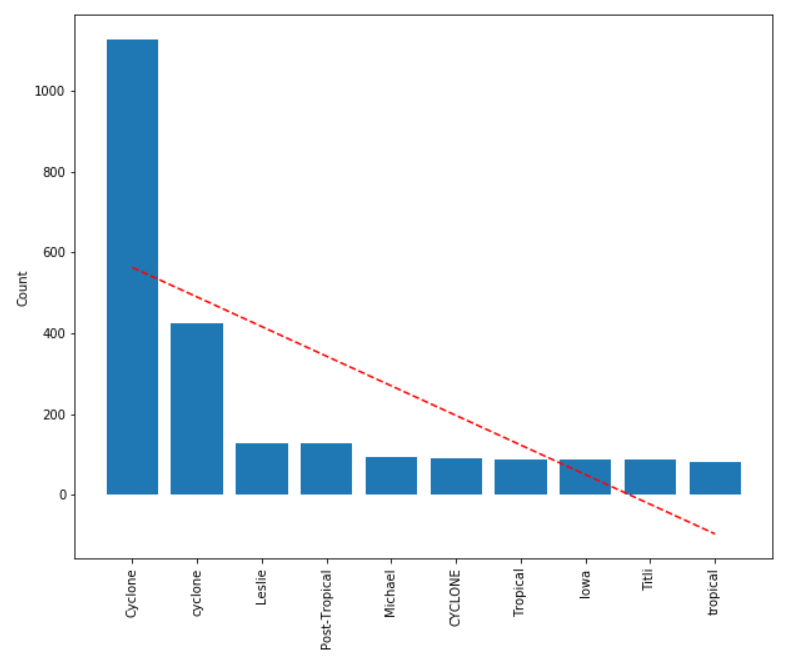 1000
800
600
400
200
0
Count
Cyclone
cyclone
Leslie
Post-Tropical
Michael
CYCLONE
Tropical
Iowa
Titli
tropical